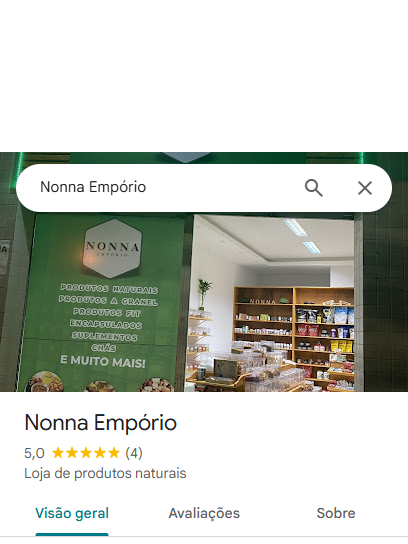 Nonna Empório
NONNA
EMPÓRIO
PRODUTOS NATURAIS
PRODUTOS A GRANEL
PRODUTOS FIT
ENCAPSULADOS
SUPLEMENTOS
CHÁS
E MUITO MAIS!
NONNA
Nonna Empório
5,0 (4)
Loja de produtos naturais
Visão geral Avaliações Sobre